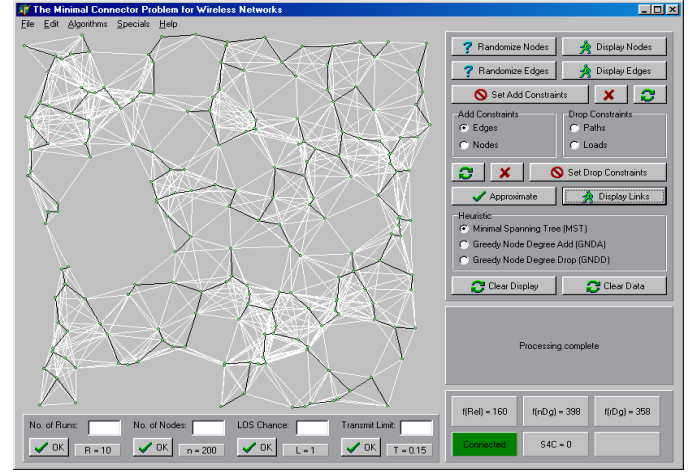 The Minimal Connector Problem for Wireless Networks
File Edit Algorithms Specials Help
Randomize Nodes
Display Nodes
Randomize Edges
Display Edges
Set Add Constraints
Add Constraints
Edges
Nodes
Drop Constraints
Paths
Loads
Set Drop Constraints
Approximate
Display Links
Heuristic
Minimal Spanning Tree (MST)
Greedy Node Degree Add (GNDA)
Greedy Node Degree Drop (GNDD)
Clear Display
Clear Data
Processing complete
f(Rel) = 160
f(nDg) = 398
f(rDg) = 358
Connected
S4C = 0
No. of Runs:
OK
R = 10
No. of Nodes:
OK
n = 200
LOS Chance:
OK
L = 1
Transmit Limit:
OK
T = 0.15